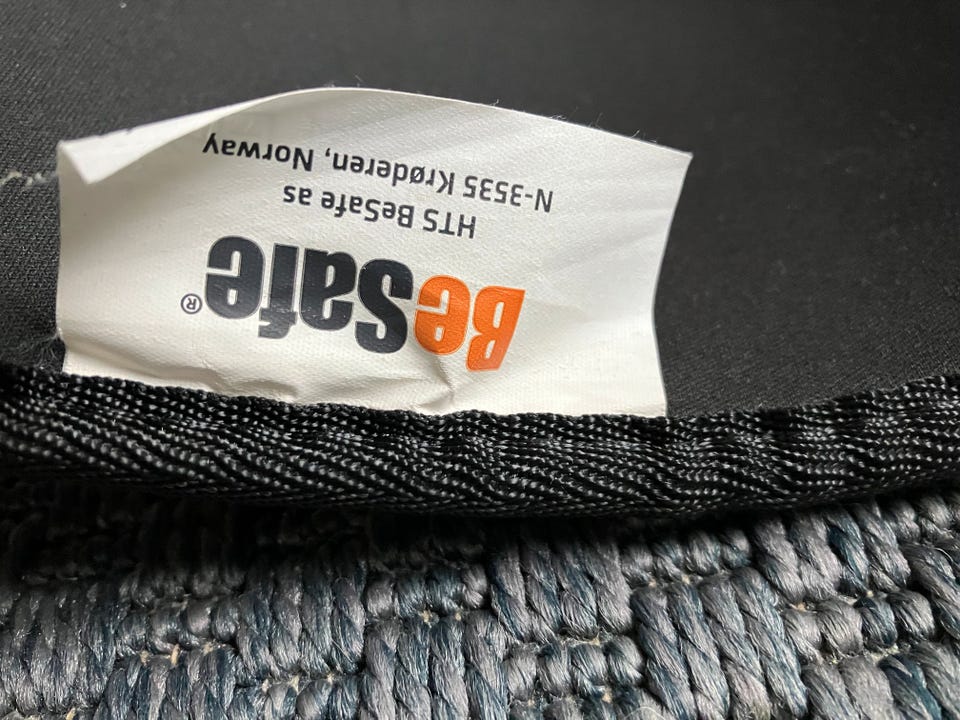 BeSafe®
HTS BeSafe as
N-3535 Krøderen, Norway